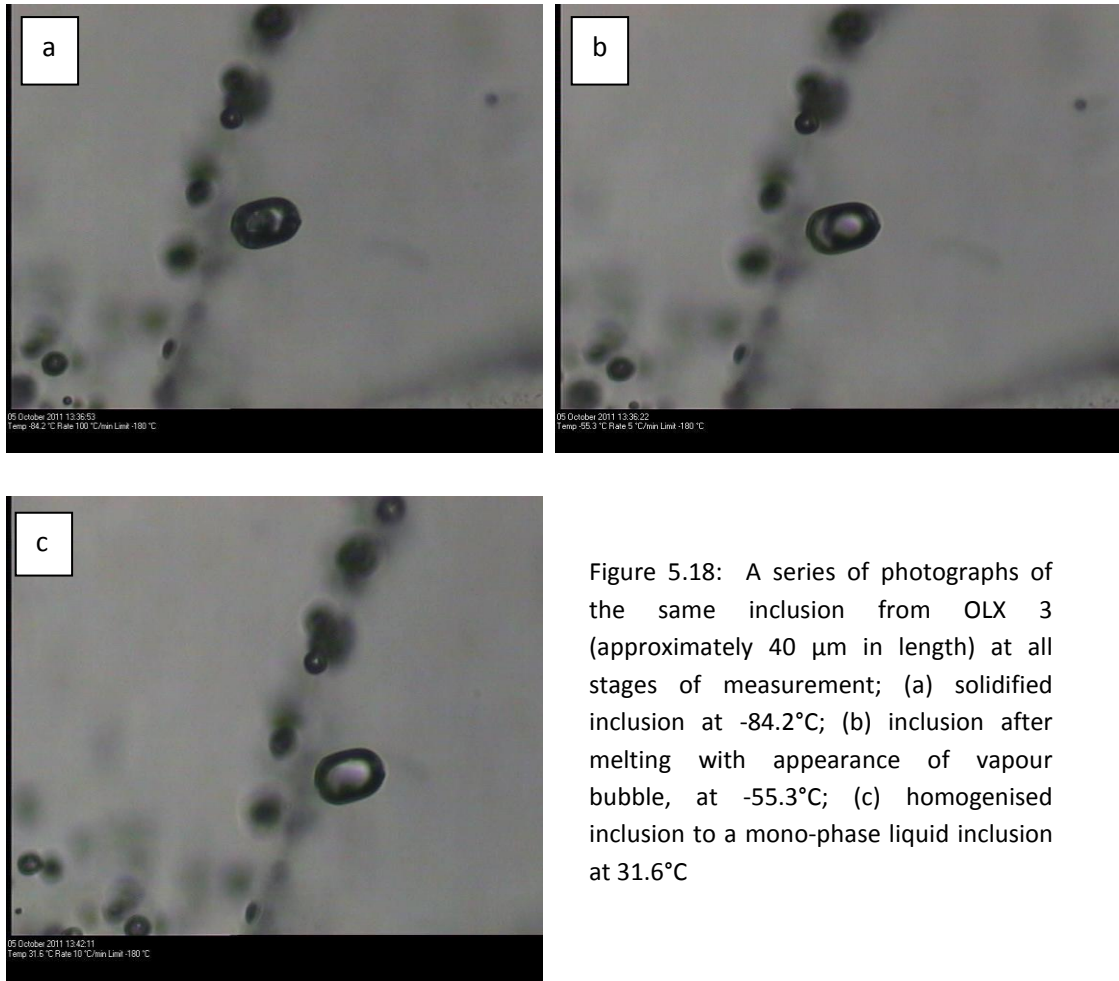 a
05 October 2011 13:36:53
Temp -84.2 °C Rate 100 °C/min Limit -180 °C
b
05 October 2011 13:36:22
Temp -55.3 °C Rate 5 °C/min Limit -180 °C
c
05 October 2011 13:42:11
Temp 31.6 °C Rate 10 °C/min Limit -180 °C
Figure 5.18: A series of photographs of
the same inclusion from OLX 3
(approximately 40 µm in length) at all
stages of measurement; (a) solidified
inclusion at -84.2°C; (b) inclusion after
melting with appearance of vapour
bubble, at -55.3°C; (c) homogenised
inclusion to a mono-phase liquid inclusion
at 31.6°C